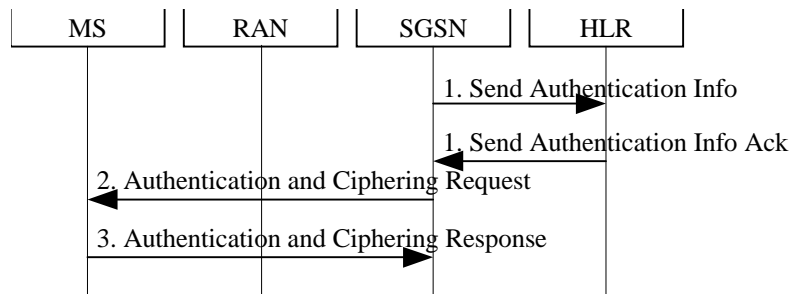 MS RAN SGSN HLR
1. Send Authentication Info
1. Send Authentication Info Ack
2. Authentication and Ciphering Request
3. Authentication and Ciphering Response